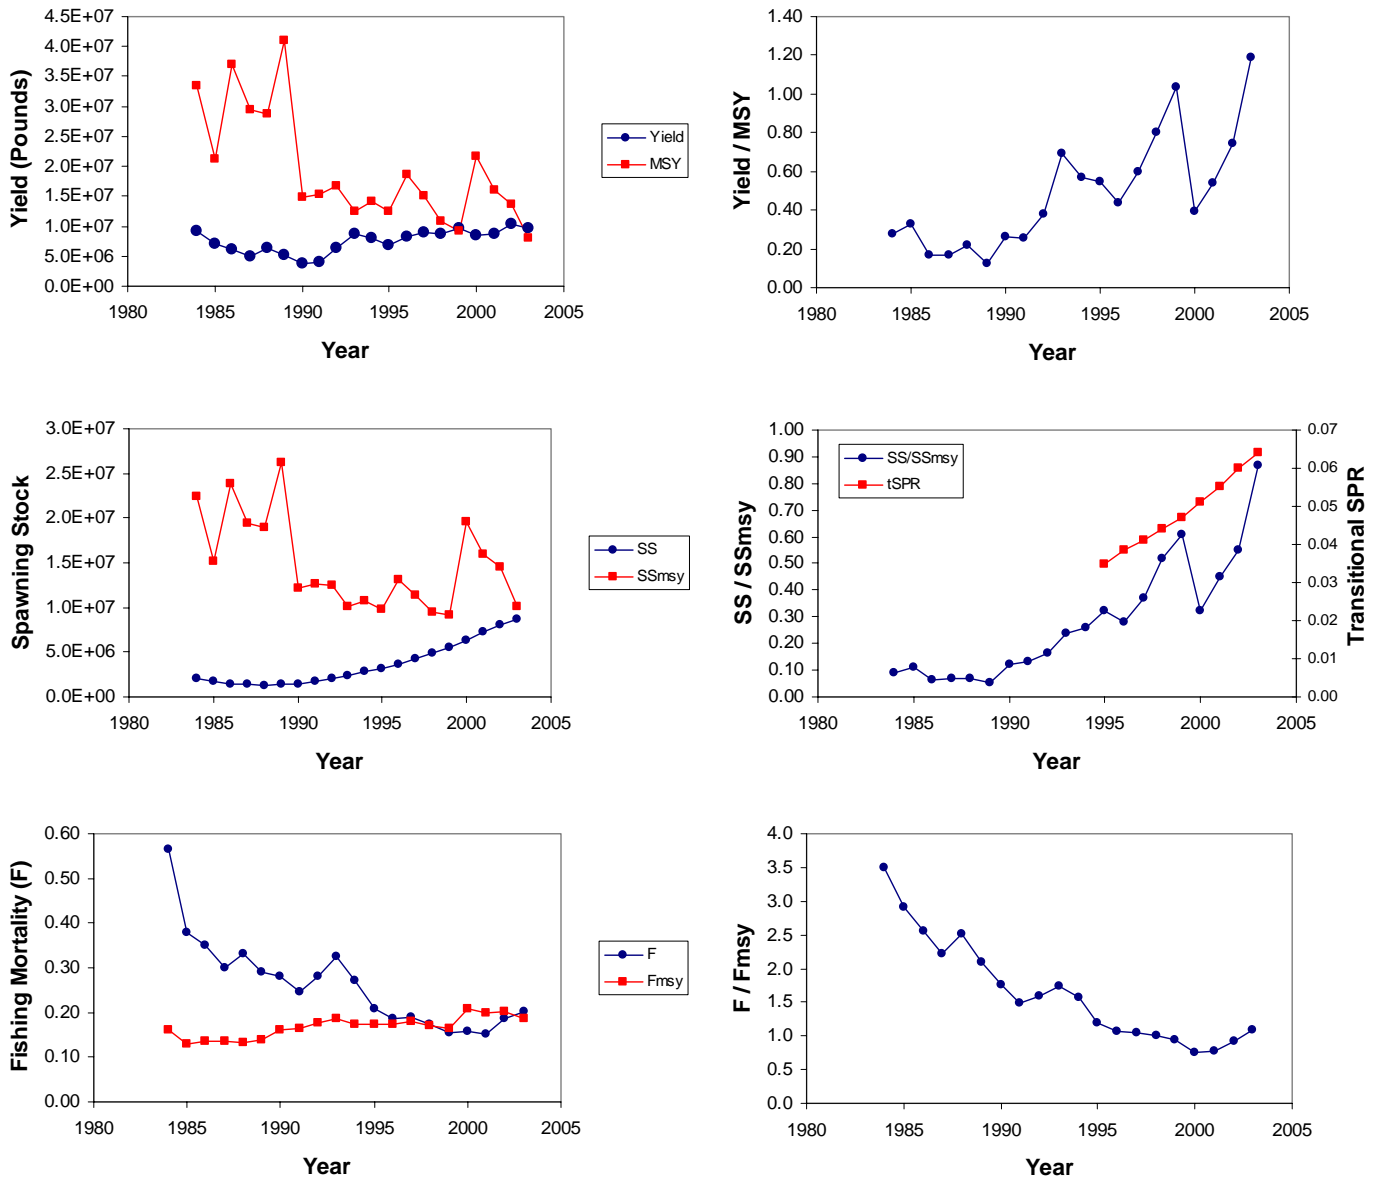 4.5E+07
4.0E+07
3.5E+07
3.0E+07
2.5E+07
2.0E+07
1.5E+07
1.0E+07
5.0E+06
0.0E+00
Yield (Pounds)
1980 1985 1990 1995 2000 2005
Year
Yield
MSY
1.40
1.20
1.00
0.80
0.60
0.40
0.20
0.00
Yield / MSY
1980 1985 1990 1995 2000 2005
Year
3.0E+07
2.5E+07
2.0E+07
1.5E+07
1.0E+07
5.0E+06
0.0E+00
Spawning Stock
1980 1985 1990 1995 2000 2005
Year
SS
SSmsy
1.00
0.90
0.80
0.70
0.60
0.50
0.40
0.30
0.20
0.10
0.00
SS / SSmsy
SS/SSmsy
tSPR
0.07
0.06
0.05
0.04
0.03
0.02
0.01
0.00
Transitional SPR
1980 1985 1990 1995 2000 2005
Year
0.60
0.50
0.40
0.30
0.20
0.10
0.00
Fishing Mortality (F)
1980 1985 1990 1995 2000 2005
Year
F
Fmsy
4.0
3.5
3.0
2.5
2.0
1.5
1.0
0.5
0.0
F / Fmsy
1980 1985 1990 1995 2000 2005
Year